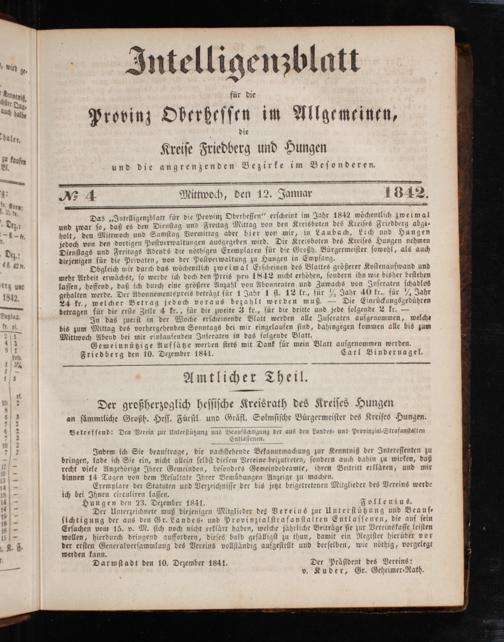 Intelligenzblatt
für die
Provinz Oberhessen im Allgemeinen,
die
Kreise Friedberg und Hungen
und die angrenzenden Bezirke im Besonderen.
№ 4 Mittwoch, den 12. Januar 1842.
Das „Intelligenzblatt für die Provinz Oberhessen“ erscheint im Jahr 1842 wöchentlich zweimal
und zwar so, daß es den Dienstag und Freitag Mittag von den Kreisboten des Kreises Friedberg abge-
holt, den Mittwoch und Samstag Vormittag aber hier von mir, in Laubach, Lich und Hungen
jedoch von den dortigen Postverwaltungen ausgegeben wird. Die Kreisboten des Kreises Hungen nehmen
Dienstags und Freitags Abends die nöthigen Exemplare für die Großh. Bürgermeister sowohl, als auch
diejenigen für die Privaten, von der Postverwaltung zu Hungen in Empfang.
Obgleich mir durch das wöchentlich zweimal Erscheinen des Blattes größerer Kostenaufwand und
mehr Arbeit erwächst, so werde ich doch den Preis pro 1842 nicht erhöhen, sondern ihn wie bisher bestehen
lassen, hoffend, daß ich durch eine größere Anzahl von Abonnenten und Zuwachs von Inseraten schadlos
gehalten werde. Der Abonnementspreis beträgt für 1 Jahr 1 fl. 12 kr., für ½ Jahr 40 kr., für ¼ Jahr
24 kr., welcher Betrag jedoch voraus bezahlt werden muß. — Die Einrückungsgebühren
betragen für die erste Zeile 4 kr., für die zweite 3 kr., für die dritte und jede folgende 2 kr. —
In das zuerst in der Woche erscheinende Blatt werden alle Inseraten aufgenommen, welche
bis zum Mittag des vorhergehenden Sonntags bei mir eingelaufen sind, dahingegen kommen alle bis zum
Mittwoch Abend bei mir einlaufenden Inseraten in das folgende Blatt.
Gemeinnützige Aufsätze werden stets mit Dank für mein Blatt aufgenommen werden.
Friedberg den 10. Dezember 1841. Carl Bindernagel.
Amtlicher Theil.
Der großherzoglich hessische Kreisrath des Kreises Hungen
an sämmtliche Großh. Hess. Fürstl. und Gräfl. Solmsische Bürgermeister des Kreises Hungen.
Betreffend: Den Verein zur Unterstützung und Beaufsichtigung der aus den Landes- und Provinzial-Strafanstalten
Entlassenen.
Indem ich Sie beauftrage, die nachstehende Bekanntmachung zur Kenntniß der Interessenten zu
bringen, lade ich Sie ein, nicht allein selbst diesem Vereine beizutreten, sondern auch dahin zu wirken, daß
recht viele Angehörige Ihrer Gemeinden, besonders Gemeindebeamte, ihren Beitritt erklären, und mir
binnen 14 Tagen von dem Resultate Ihrer Bemühungen Anzeige zu machen.
Exemplare der Statuten und Verzeichnisse der bis jetzt beigetretenen Mitglieder des Vereins werde
ich bei Ihnen circuliren lassen.
Hungen den 23. Dezember 1841. Follenius.
Der Unterzeichnete muß diejenigen Mitglieder des Vereins zur Unterstützung und Beauf-
sichtigung der aus den Gr. Landes- und Provinzialstrafanstalten Entlassenen, die auf sein
Ersuchen vom 15. v. M. sich noch nicht erklärt haben, welche jährliche Beiträge sie zur Vereinskasse leisten
wollen, hierdurch dringend auffordern, dieses bald gefälligst zu thun, damit ein Register hierüber vor
der ersten Generalversammlung des Vereins vollständig aufgestellt und derselben, wie nöthig, vorgelegt
werden kann.
Darmstadt den 10. Dezember 1841. Der Präsident des Vereins:
v. Kuder, Gr. Geheimer-Rath.